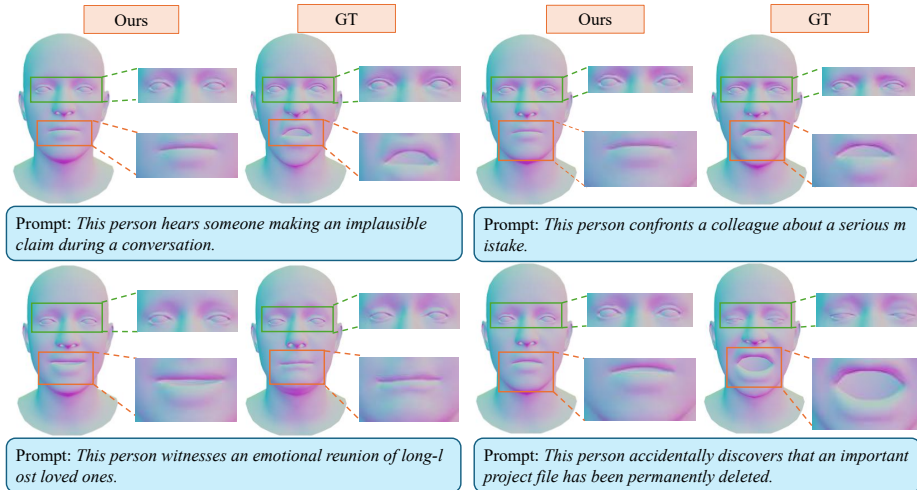 Ours
GT
Ours
GT
Prompt: This person hears someone making an implausible
claim during a conversation.
Prompt: This person confronts a colleague about a serious m
istake.
Prompt: This person witnesses an emotional reunion of long-l
ost loved ones.
Prompt: This person accidentally discovers that an important
project file has been permanently deleted.